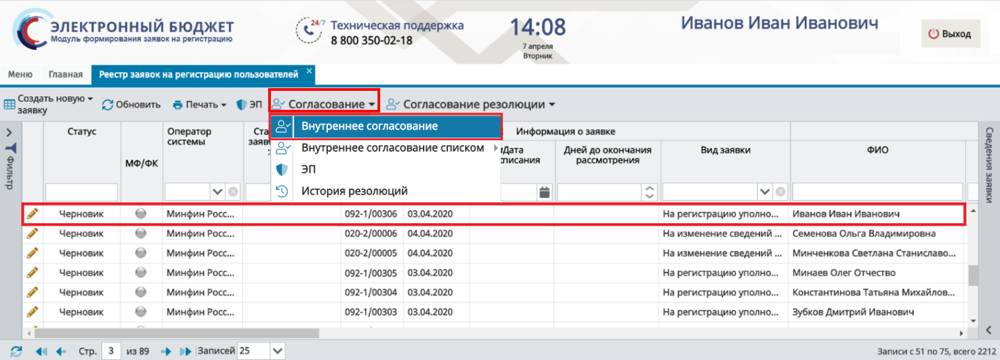 ЭЛЕКТРОННЫЙ БЮДЖЕТ
Модуль формирования заявок на регистрацию
24/7
Техническая поддержка
8 800 350-02-18
14:08
7 апреля
Вторник
Иванов Иван Иванович
Выход
Меню
Главная
Реестр заявок на регистрацию пользователей ×
Создать новую
заявку
Обновить
Печать
ЭП
Согласование
Согласование резолюции
Внутреннее согласование
Внутреннее согласование списком
ЭП
История резолюций
Фильтр
Статус
МФ/ФК
Оператор
системы
Ста
заяв
Информация о заявке
Дата
писания
Дней до окончания
рассмотрения
Вид заявки
ФИО
Сведения заявки
Черновик Минфин Росс... 092-1/00306 03.04.2020 На регистрацию уполно... Иванов Иван Иванович
Черновик Минфин Росс... 020-2/00006 04.04.2020 На изменение сведений ... Семенова Ольга Владимировна
Черновик Минфин Росс... 020-2/00005 04.04.2020 На изменение сведений ... Минченкова Светлана Станиславо...
Черновик Минфин Росс... 092-1/00305 03.04.2020 На регистрацию уполно... Минаев Олег Отчество
Черновик Минфин Росс... 092-1/00304 03.04.2020 На регистрацию уполно... Константинова Татьяна Михайлов...
Черновик Минфин Росс... 092-1/00303 03.04.2020 На регистрацию уполно... Зубков Дмитрий Иванович
Стр. 3 из 89 Записей 25
Записи с 51 по 75, всего 2212